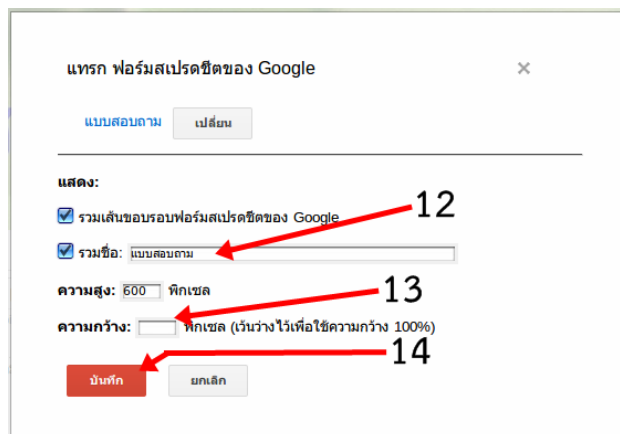 แทรก ฟอร์มสเปรดชีตของ Google ×
แบบสอบถาม เปลี่ยน
แสดง:
รวมเส้นขอบรอบฟอร์มสเปรดชีตของ Google 12
รวมชื่อ: แบบสอบถาม
ความสูง: 600 พิกเซล 13
ความกว้าง: พิกเซล (เว้นว่างไว้เพื่อใช้ความกว้าง 100%)
14
บันทึก ยกเลิก